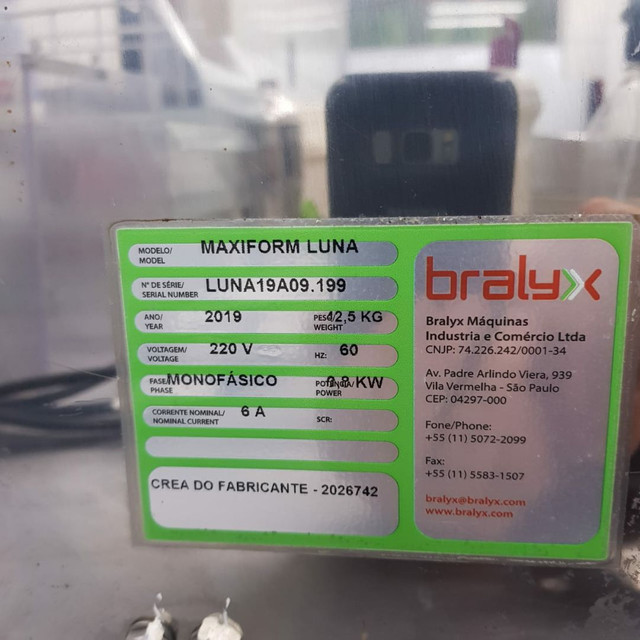 MODELO/
MODEL
MAXIFORM LUNA
N° DE SÉRIE/
SERIAL NUMBER
LUNA19A09.199
ANO/
YEAR
2019
WEIGHT
2,5 KG
VOLTAGEM/
VOLTAGE
220 V
HZ:
60
FASE/
PHASE
MONOFÁSICO
POTÊNCIA/
POWER
0,8 KW
CORRENTE NOMINAL/
NOMINAL CURRENT
6 A
SCR:
CREA DO FABRICANTE - 2026742
bralyx
Bralyx Máquinas
Industria e Comércio Ltda
CNJP: 74.226.242/0001-34
Av. Padre Arlindo Viera, 939
Vila Vermelha - São Paulo
CEP: 04297-000
Fone/Phone:
+55 (11) 5072-2099
Fax:
+55 (11) 5583-1507
bralyx@bralyx.com
www.bralyx.com